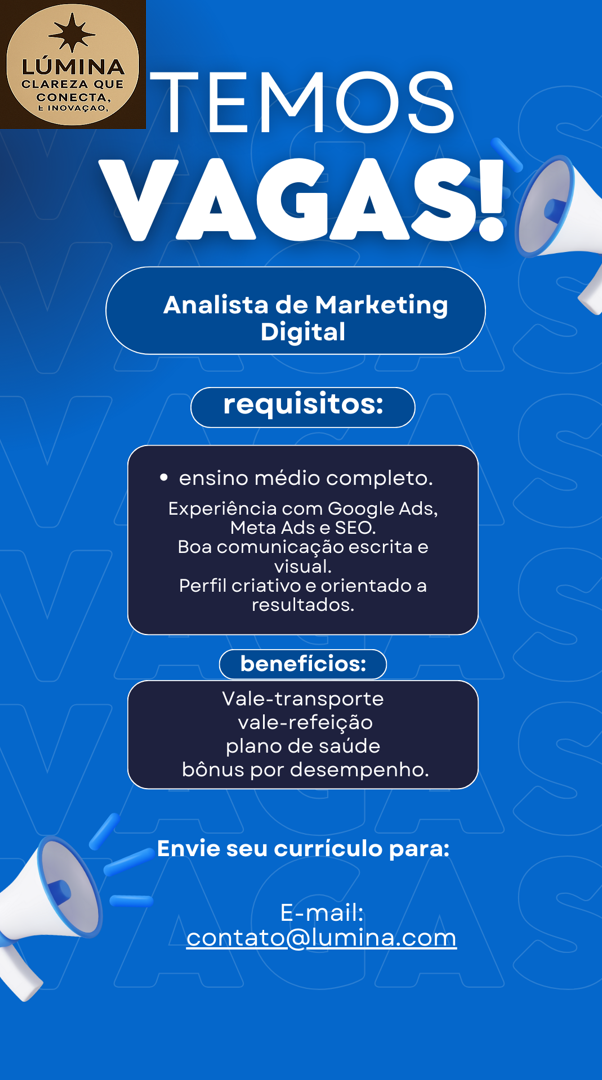 LÚMINA
CLAREZA QUE
CONECTA,
E INOVAÇAO,
TEMOS
VAGAS!
Analista de Marketing
Digital
requisitos:
• ensino médio completo.
Experiência com Google Ads,
Meta Ads e SEO.
Boa comunicação escrita e
visual.
Perfil criativo e orientado a
resultados.
benefícios:
Vale-transporte
vale-refeição
plano de saúde
bônus por desempenho.
Envie seu currículo para:
E-mail:
contato@lumina.com